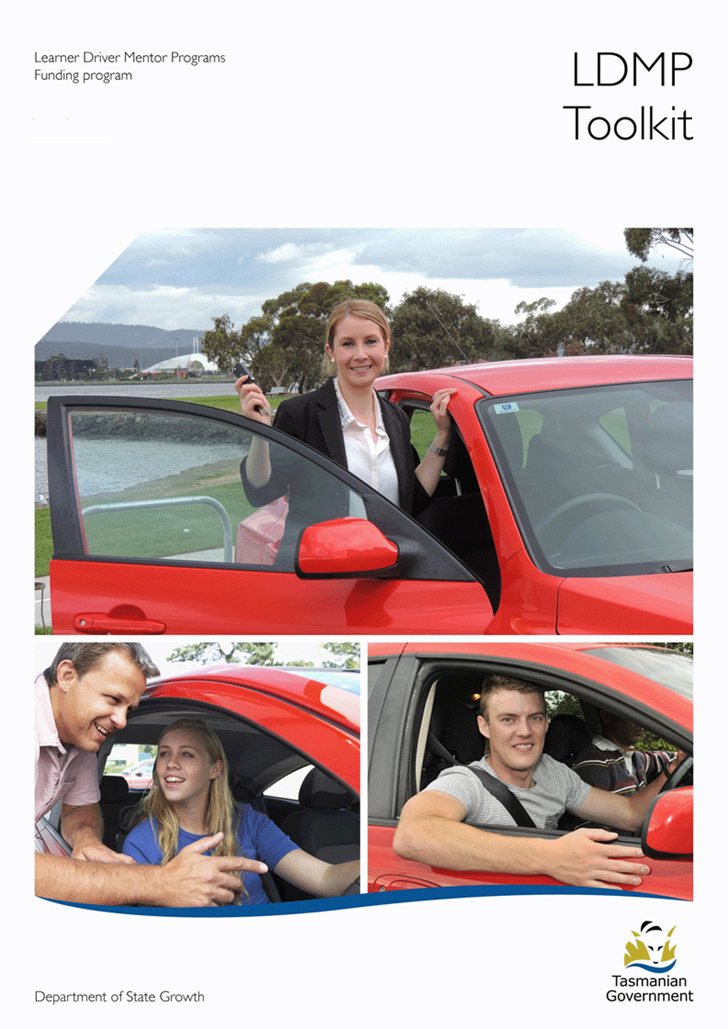 Learner Driver Mentor Programs
Funding program
LDMP
Toolkit
Department of State Growth
Tasmanian
Government